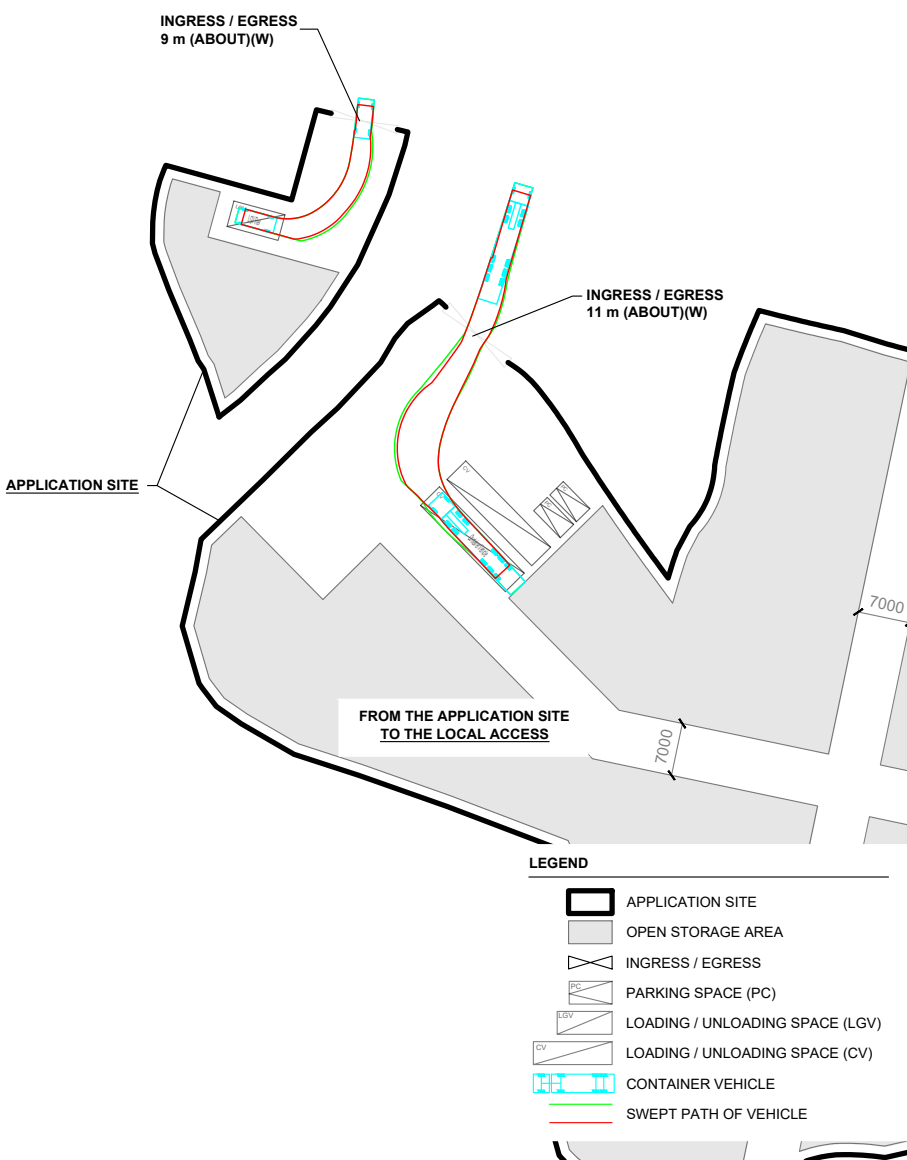 INGRESS / EGRESS
9 m (ABOUT)(W)
INGRESS / EGRESS
11 m (ABOUT)(W)
CV
APPLICATION SITE
7000
FROM THE APPLICATION SITE
TO THE LOCAL ACCESS
7000
LEGEND
APPLICATION SITE
OPEN STORAGE AREA
INGRESS / EGRESS
PC
PARKING SPACE (PC)
LGV
LOADING / UNLOADING SPACE (LGV)
CV
LOADING / UNLOADING SPACE (CV)
CONTAINER VEHICLE
SWEPT PATH OF VEHICLE